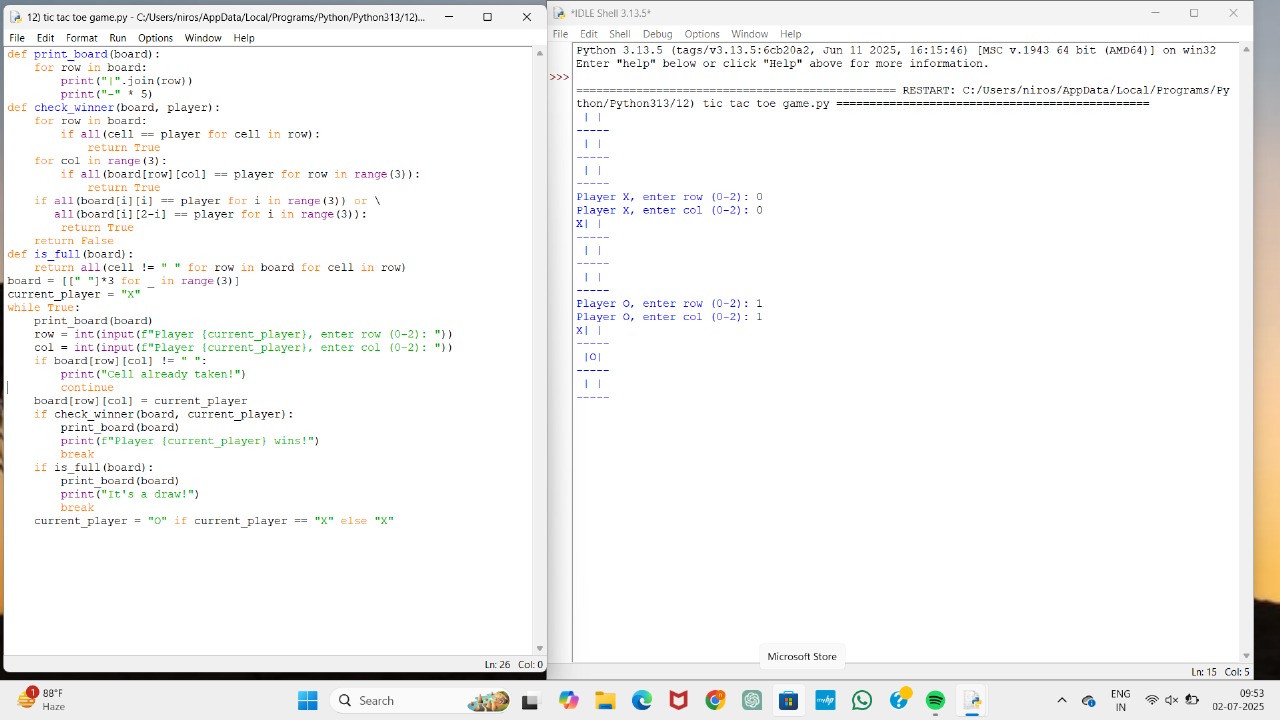 12) tic tac toe game.py - C:/Users/niros/AppData/Local/Programs/Python/Python313/12)...
File Edit Format Run Options Window Help
def print_board(board):
    for row in board:
        print("|".join(row))
        print("-" * 5)
def check_winner(board, player):
    for row in board:
        if all(cell == player for cell in row):
            return True
    for col in range(3):
        if all(board[row][col] == player for row in range(3)):
            return True
    if all(board[i][i] == player for i in range(3)) or \
       all(board[i][2-i] == player for i in range(3)):
        return True
    return False
def is_full(board):
    return all(cell != " " for row in board for cell in row)
board = [[" "]*3 for _ in range(3)]
current_player = "X"
while True:
    print_board(board)
    row = int(input(f"Player {current_player}, enter row (0-2): "))
    col = int(input(f"Player {current_player}, enter col (0-2): "))
    if board[row][col] != " ":
        print("Cell already taken!")
        continue
    board[row][col] = current_player
    if check_winner(board, current_player):
        print_board(board)
        print(f"Player {current_player} wins!")
        break
    if is_full(board):
        print_board(board)
        print("It's a draw!")
        break
    current_player = "O" if current_player == "X" else "X"
Ln: 26 Col: 0
*IDLE Shell 3.13.5*
File Edit Shell Debug Options Window Help
Python 3.13.5 (tags/v3.13.5:6cb20a2, Jun 11 2025, 16:15:46) [MSC v.1943 64 bit (AMD64)] on win32
Enter "help" below or click "Help" above for more information.
>>>
================================================ RESTART: C:/Users/niros/AppData/Local/Programs/Py
thon/Python313/12) tic tac toe game.py ===============================================
 | | 
-----
 | | 
-----
 | | 
-----
Player X, enter row (0-2): 0
Player X, enter col (0-2): 0
X| | 
-----
 | | 
-----
 | | 
-----
Player O, enter row (0-2): 1
Player O, enter col (0-2): 1
X| | 
-----
 |O| 
-----
 | | 
-----
Ln: 15 Col: 5
Microsoft Store
1
88°F
Haze
Search
myhp
ENG
IN
09:53
02-07-2025